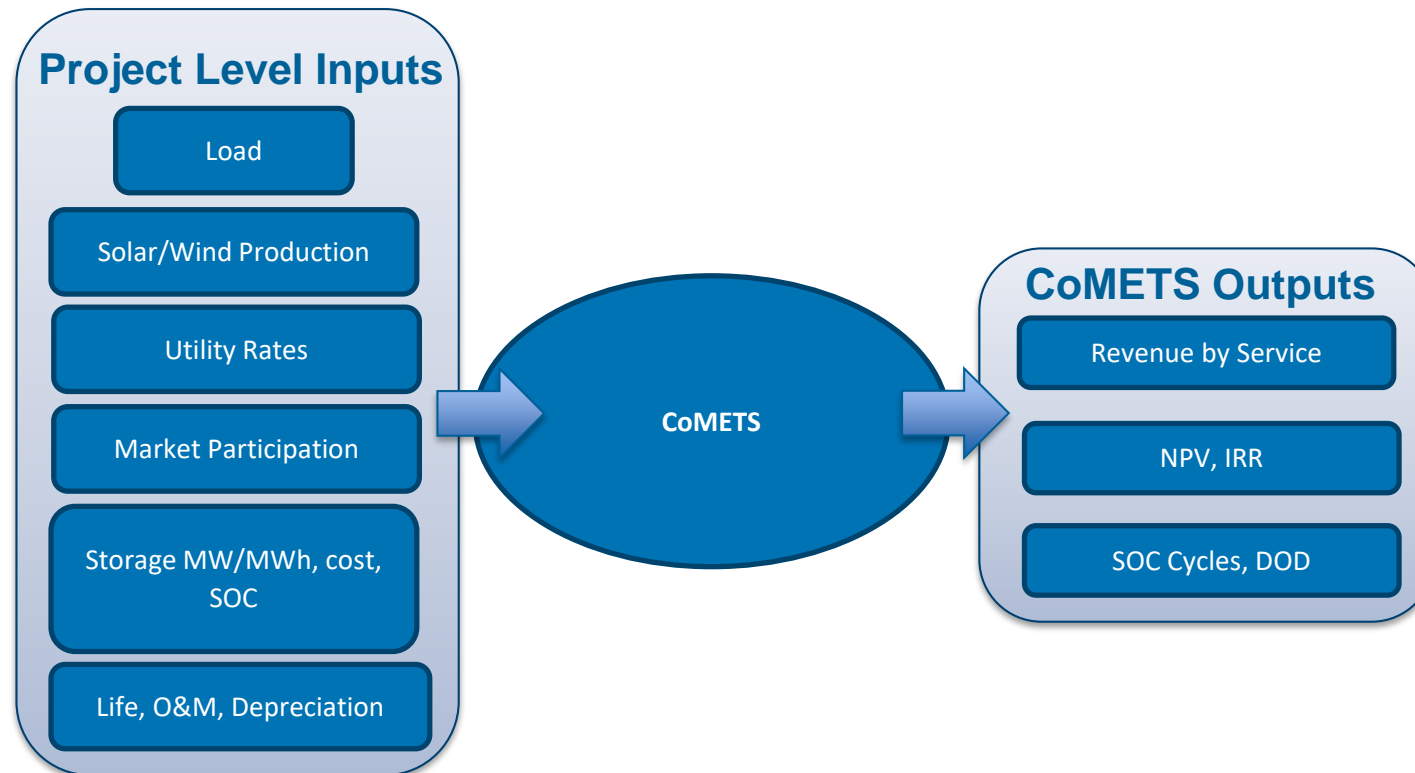 Project Level Inputs
Load
Solar/Wind Production
Utility Rates
Market Participation
Storage MW/MWh, cost,
SOC
Life, O&M, Depreciation
CoMETS
CoMETS Outputs
Revenue by Service
NPV, IRR
SOC Cycles, DOD